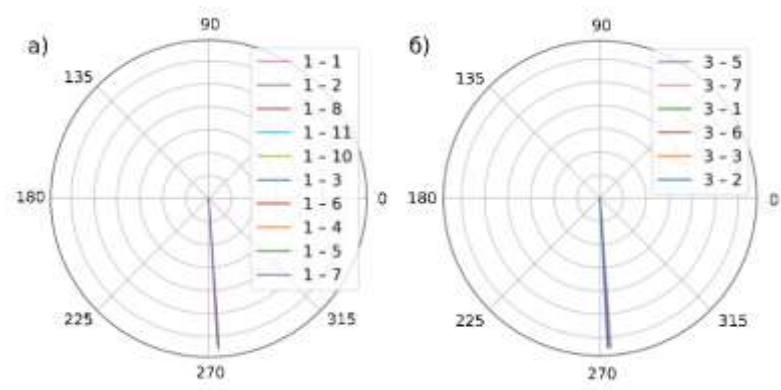 а)
90
135
180
225
270
315
0
1 – 1
1 – 2
1 – 8
1 – 11
1 – 10
1 – 3
1 – 6
1 – 4
1 – 5
1 – 7
б)
90
135
180
225
270
315
0
3 – 5
3 – 7
3 – 1
3 – 6
3 – 3
3 – 2